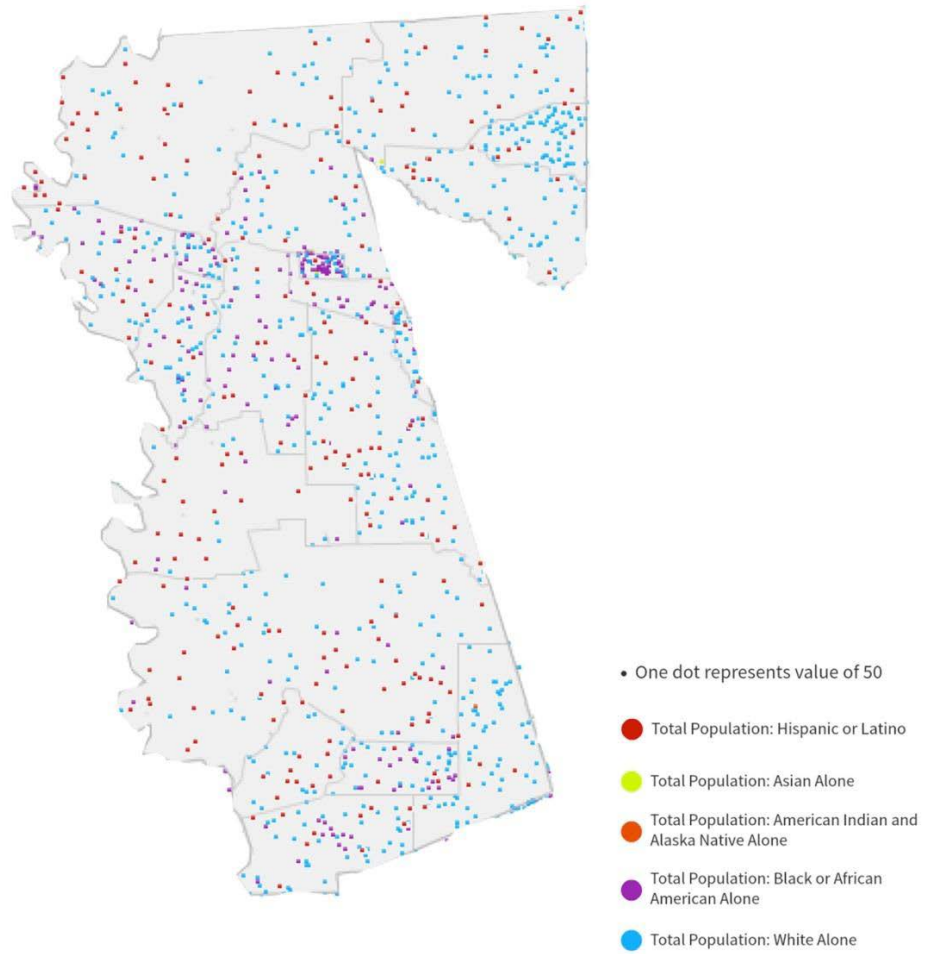 One dot represents value of 50
Total Population: Hispanic or Latino
Total Population: Asian Alone
Total Population: American Indian and
Alaska Native Alone
Total Population: Black or African
American Alone
Total Population: White Alone